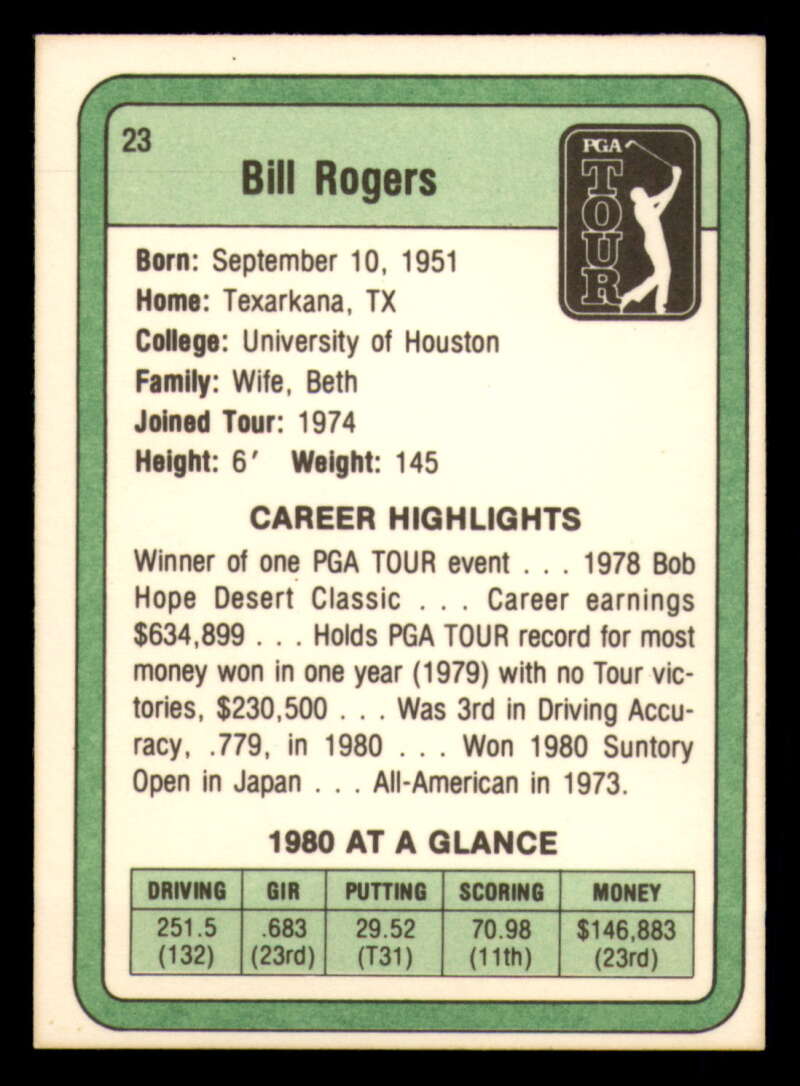 23
Bill Rogers
PGA
TOUR
Born: September 10, 1951
Home: Texarkana, TX
College: University of Houston
Family: Wife, Beth
Joined Tour: 1974
Height: 6′ Weight: 145
CAREER HIGHLIGHTS
Winner of one PGA TOUR event . . . 1978 Bob
Hope Desert Classic . . . Career earnings
$634,899 . . . Holds PGA TOUR record for most
money won in one year (1979) with no Tour vic-
tories, $230,500 . . . Was 3rd in Driving Accu-
racy, .779, in 1980 . . . Won 1980 Suntory
Open in Japan . . . All-American in 1973.
1980 AT A GLANCE
DRIVING GIR PUTTING SCORING MONEY
251.5 .683 29.52 70.98 $146,883
(132) (23rd) (T31) (11th) (23rd)